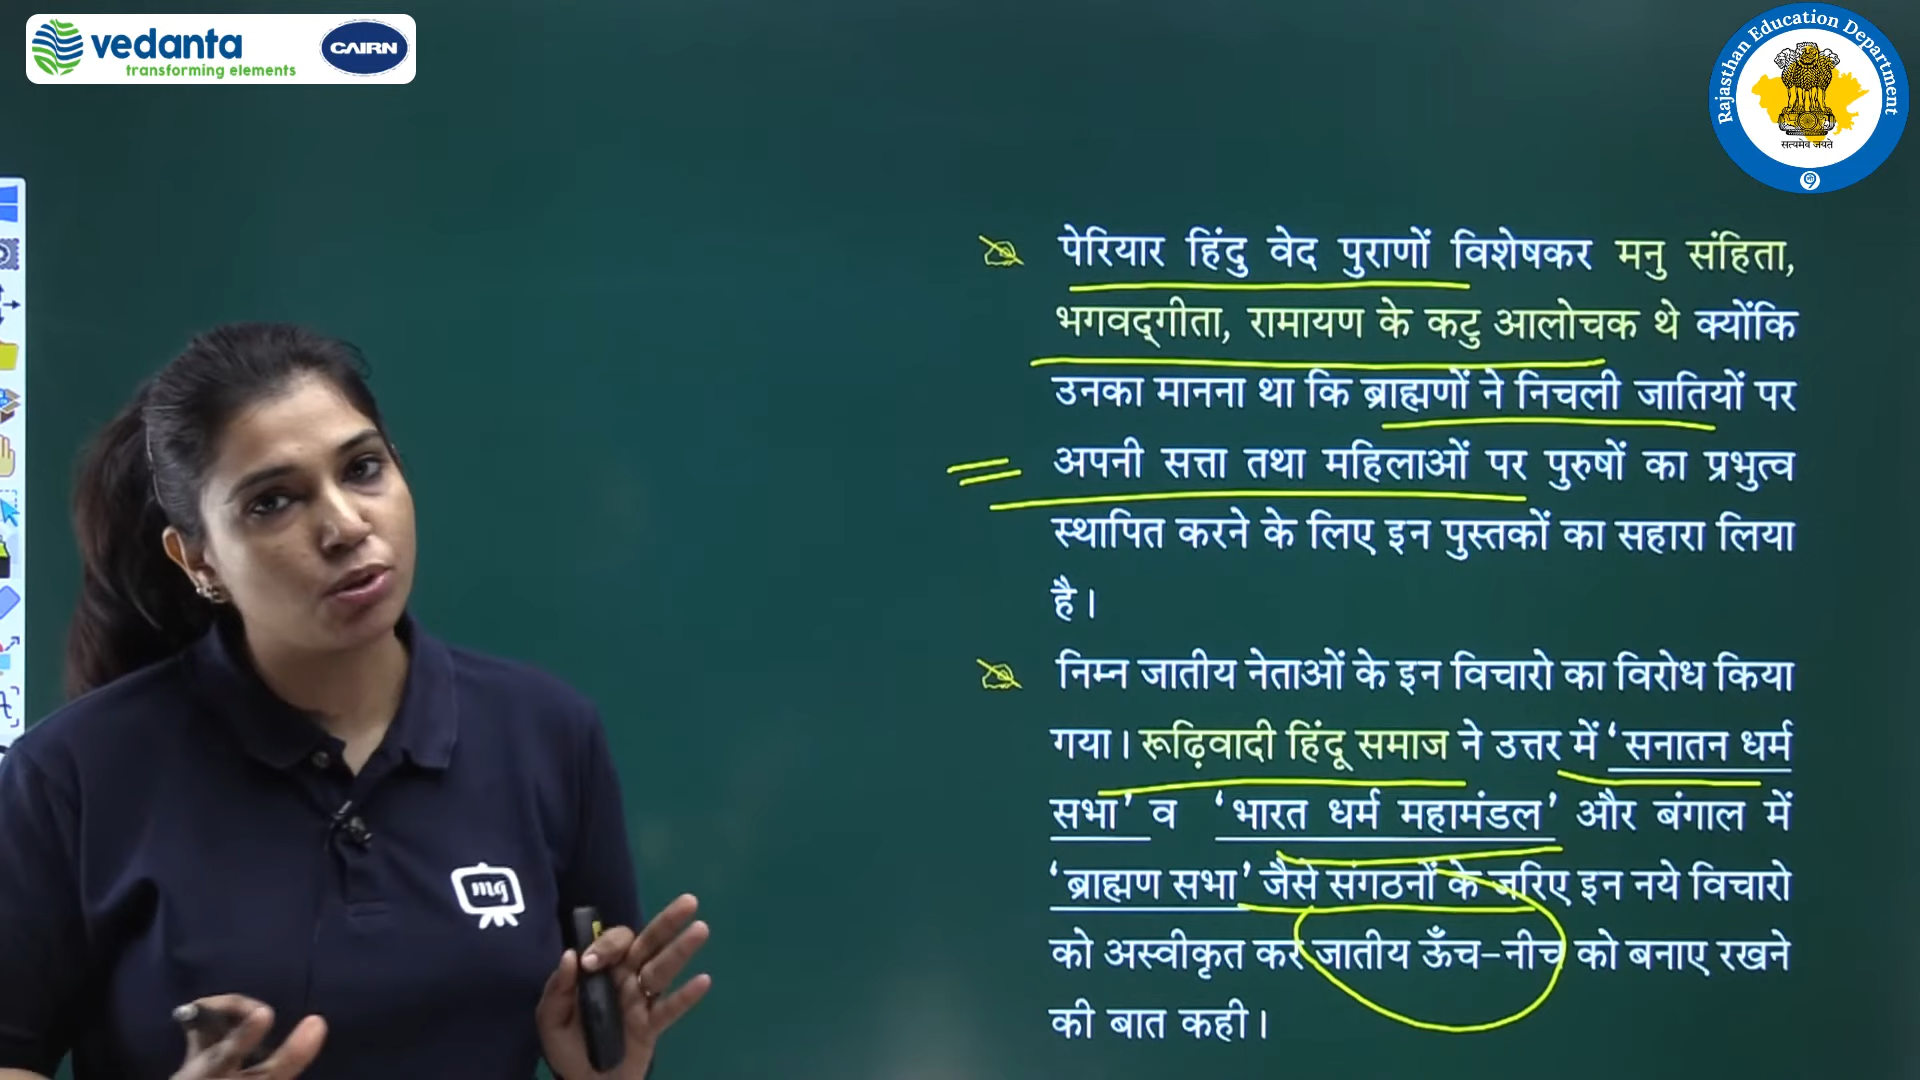 vedanta
transforming elements
CAIRN
Rajasthan Education Department
सत्यमेव जयते
पेरियार हिंदु वेद पुराणों विशेषकर मनु संहिता,
भगवद्‌गीता, रामायण के कटु आलोचक थे क्योंकि
उनका मानना था कि ब्राह्मणों ने निचली जातियों पर
अपनी सत्ता तथा महिलाओं पर पुरुषों का प्रभुत्व
स्थापित करने के लिए इन पुस्तकों का सहारा लिया
है।
निम्न जातीय नेताओं के इन विचारो का विरोध किया
गया। रूढ़िवादी हिंदू समाज ने उत्तर में ‘सनातन धर्म
सभा’ व ‘भारत धर्म महामंडल’ और बंगाल में
‘ब्राह्मण सभा’ जैसे संगठनों के जरिए इन नये विचारो
को अस्वीकृत कर जातीय ऊँच-नीच को बनाए रखने
की बात कही।
mg